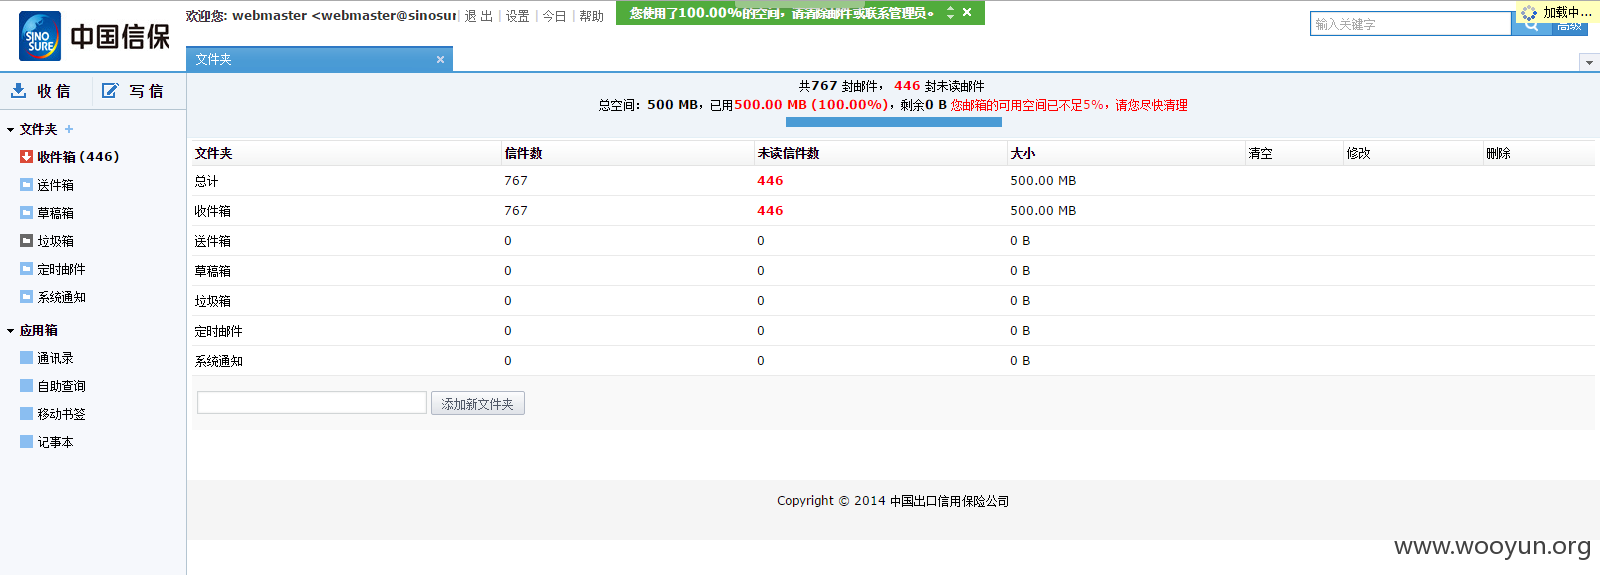 SINO SURE 中国信保
欢迎您: webmaster <webmaster@sinosur 退 出 设置 今日 帮助
您使用了100.00%的空间，请清除邮件或联系管理员。 ×
输入关键字 高级
加载中...
文件夹 ×
收 信 写 信
共767 封邮件， 446 封未读邮件
总空间：500 MB，已用500.00 MB (100.00%)，剩余0 B 您邮箱的可用空间已不足5%，请您尽快清理
文件夹 +
收件箱 (446)
送件箱
草稿箱
垃圾箱
定时邮件
系统通知
应用箱
通讯录
自助查询
移动书签
记事本
文件夹 信件数 未读信件数 大小 清空 修改 删除
总计 767 446 500.00 MB
收件箱 767 446 500.00 MB
送件箱 0 0 0 B
草稿箱 0 0 0 B
垃圾箱 0 0 0 B
定时邮件 0 0 0 B
系统通知 0 0 0 B
添加新文件夹
Copyright © 2014 中国出口信用保险公司
www.wooyun.org